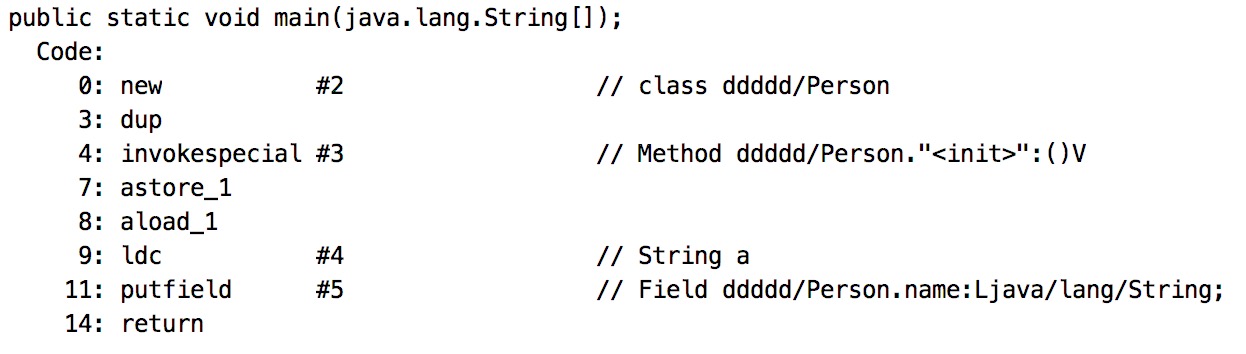 public static void main(java.lang.String[]);
  Code:
     0: new           #2                  // class ddddd/Person
     3: dup
     4: invokespecial #3                  // Method ddddd/Person."<init>":()V
     7: astore_1
     8: aload_1
     9: ldc           #4                  // String a
    11: putfield      #5                  // Field ddddd/Person.name:Ljava/lang/String;
    14: return